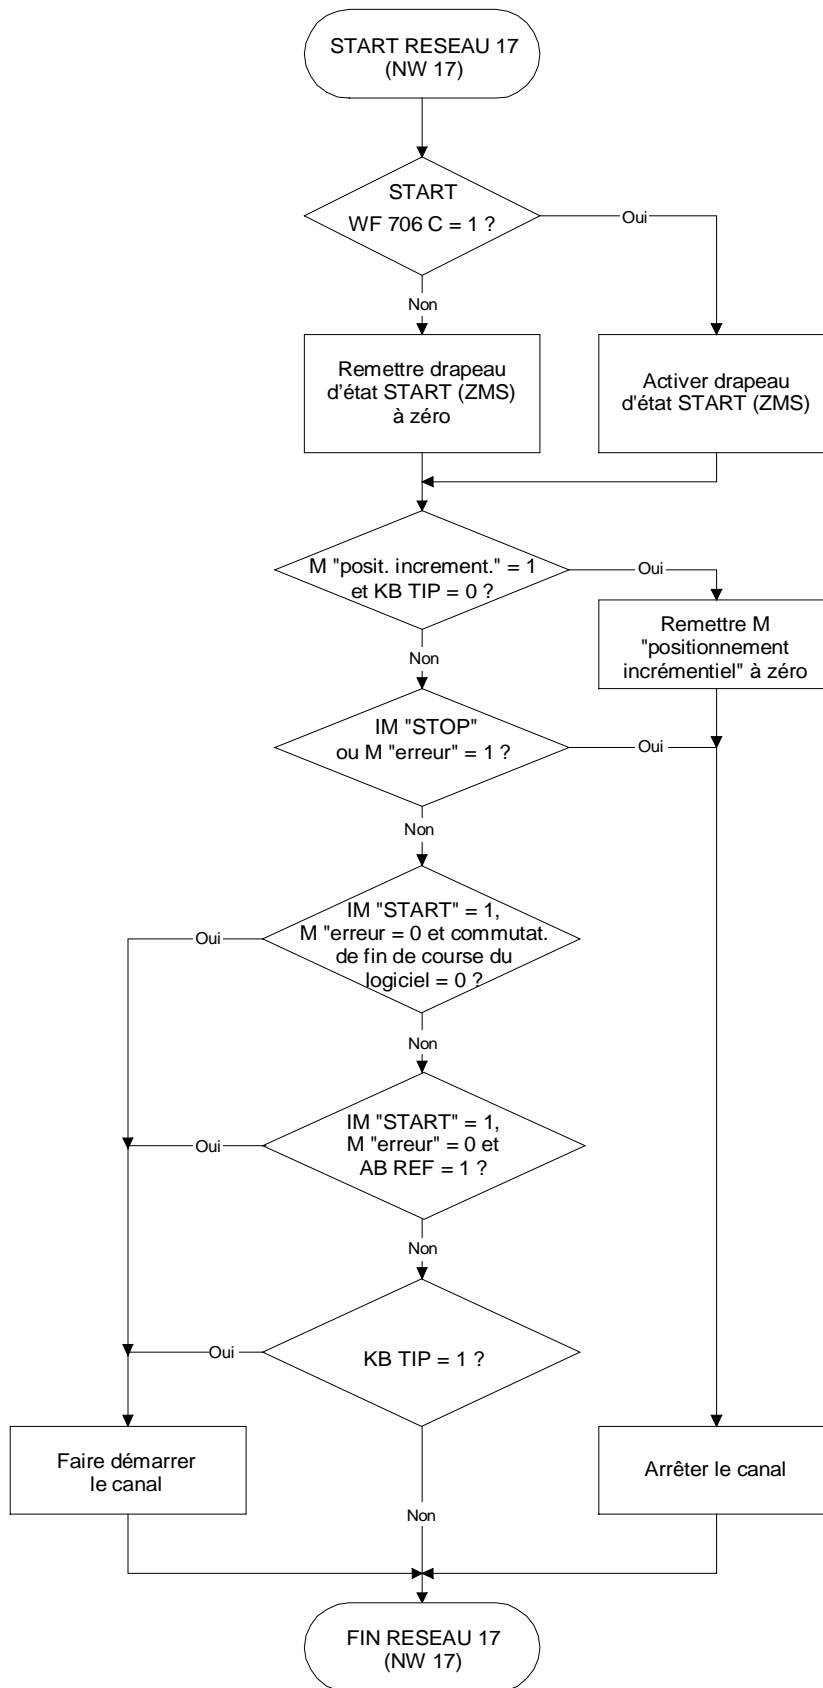 START RESEAU 17
(NW 17)
START
WF 706 C = 1 ?
Oui
Non
Remettre drapeau
d'état START (ZMS)
à zéro
Activer drapeau
d'état START (ZMS)
M "posit. increment." = 1
et KB TIP = 0 ?
Oui
Non
Remettre M
"positionnement
incrémentiel" à zéro
IM "STOP"
ou M "erreur" = 1 ?
Oui
Non
IM "START" = 1,
M "erreur = 0 et commutat.
de fin de course du
logiciel = 0 ?
Oui
Non
IM "START" = 1,
M "erreur" = 0 et
AB REF = 1 ?
Oui
Non
KB TIP = 1 ?
Oui
Faire démarrer
le canal
Arrêter le canal
Non
FIN RESEAU 17
(NW 17)